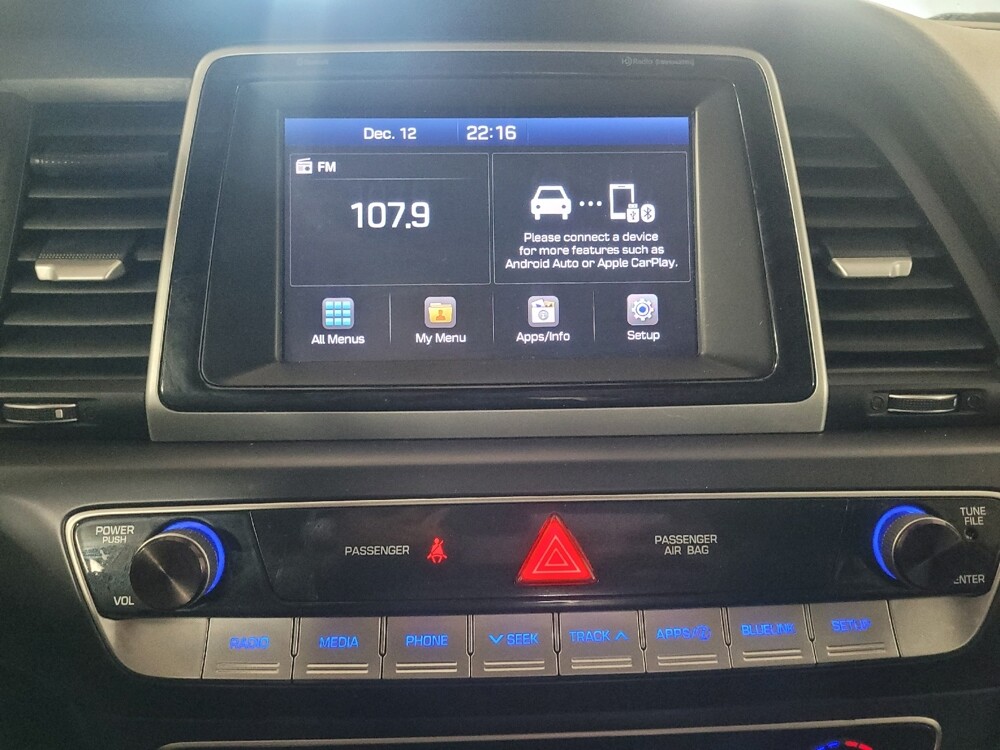 HD Radio
Dec. 12 22:16
FM
107.9
Please connect a device
for more features such as
Android Auto or Apple CarPlay.
All Menus My Menu Apps/Info Setup
POWER
PUSH
VOL
PASSENGER
PASSENGER
AIR BAG
TUNE
FILE
ENTER
RADIO MEDIA PHONE SEEK TRACK APPS/ BLUELINK SETUP